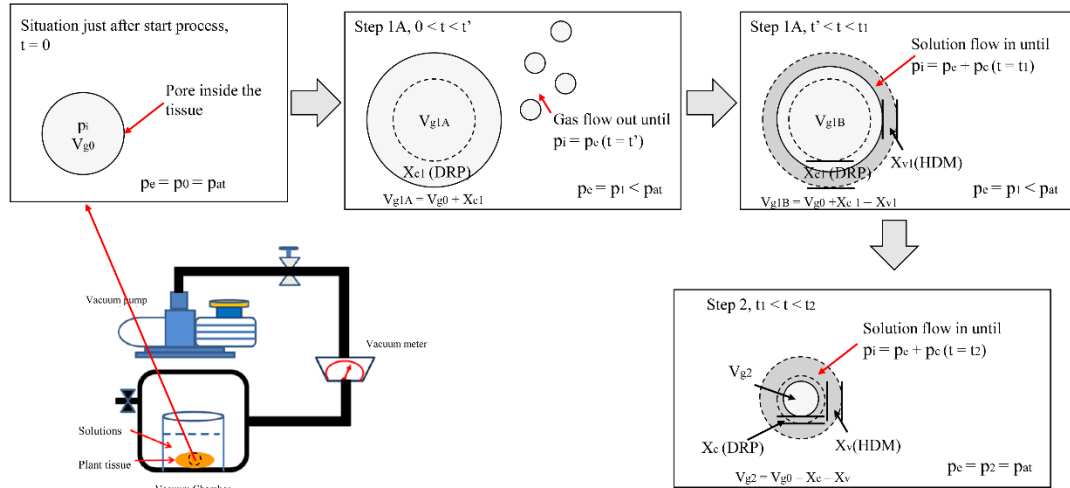 Situation just after start process,
t = 0
Pore inside the
tissue
pi
Vg0
pe = p0 = pat
Step 1A, 0 < t < t’
Vg1A
Gas flow out until
pi = pe (t = t’)
Xc1 (DRP)
Vg1A = Vg0 + Xc1
pe = p1 < pat
Step 1A, t’ < t < t1
Solution flow in until
pi = pe + pc (t = t1)
Vg1B
Xv1(HDM)
Xc1 (DRP)
Vg1B = Vg0 +Xc 1 – Xv1
pe = p1 < pat
Vacuum pump
Vacuum meter
Solutions
Plant tissue
Vacuum Chamber
Step 2, t1 < t < t2
Solution flow in until
pi = pe + pc (t = t2)
Vg2
Xc (DRP)
Xv(HDM)
Vg2 = Vg0 – Xc – Xv
pe = p2 = pat